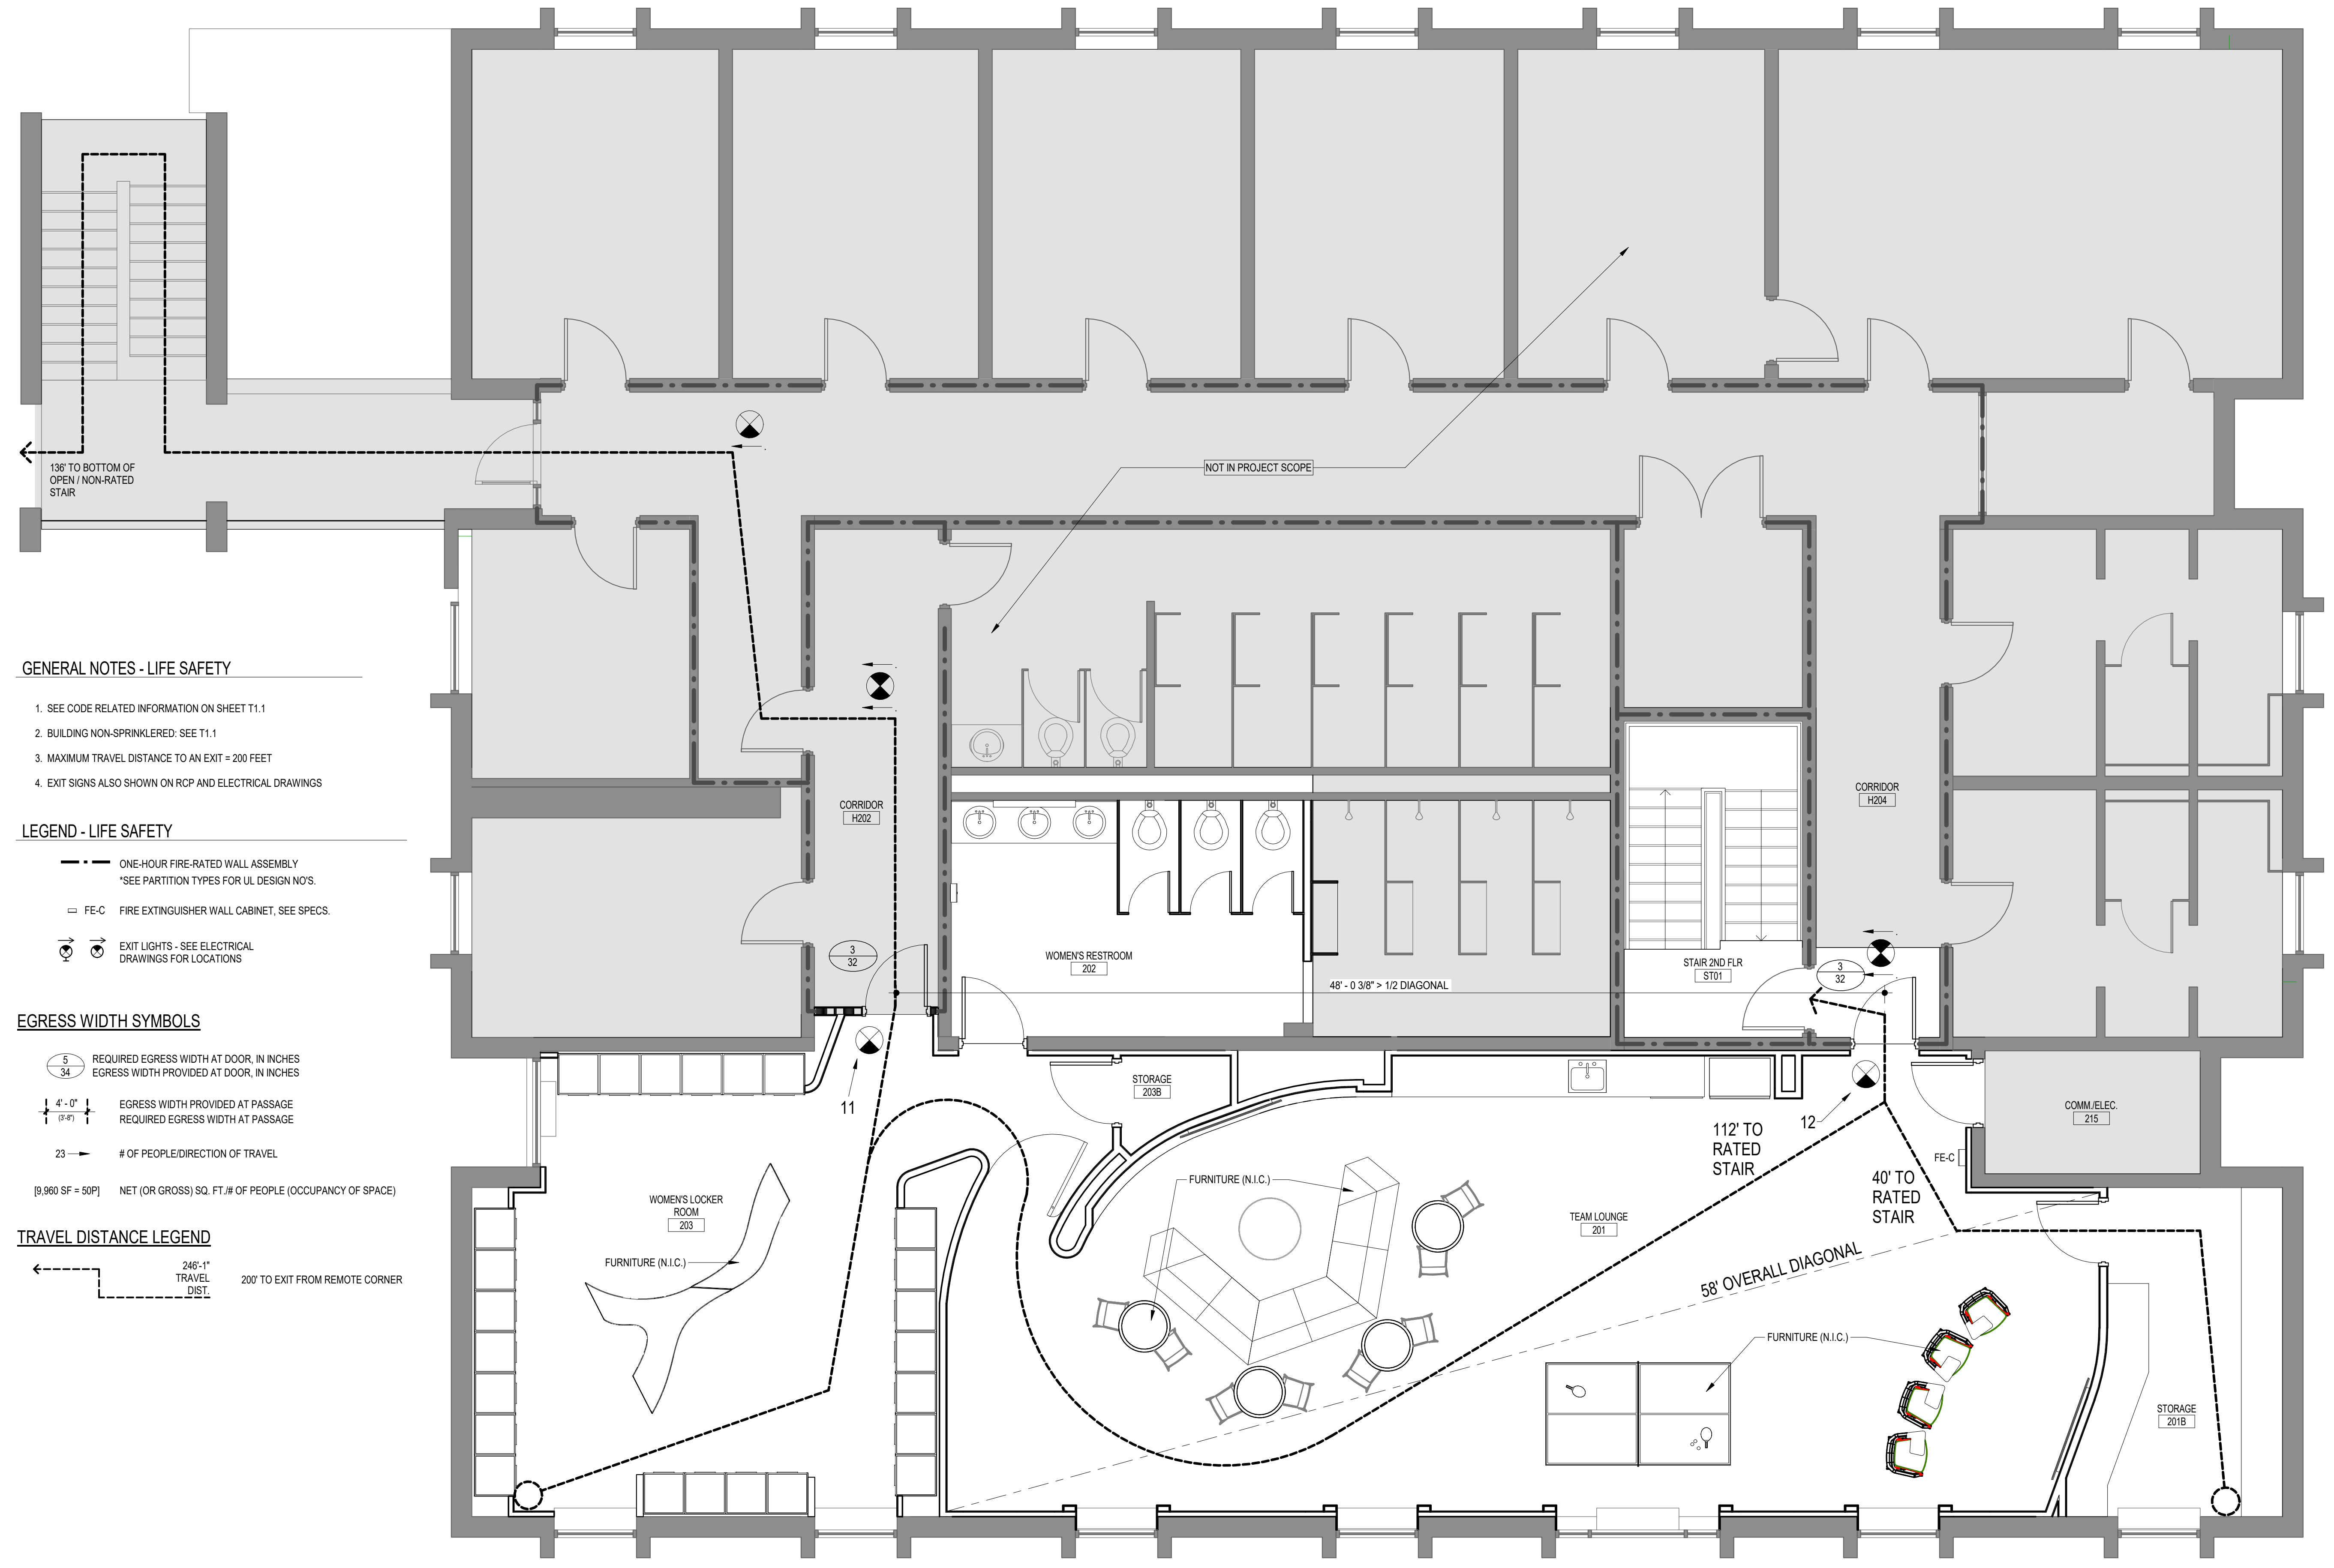 136' TO BOTTOM OF
OPEN / NON-RATED
STAIR
NOT IN PROJECT SCOPE
GENERAL NOTES - LIFE SAFETY
1. SEE CODE RELATED INFORMATION ON SHEET T1.1
2. BUILDING NON-SPRINKLERED: SEE T1.1
3. MAXIMUM TRAVEL DISTANCE TO AN EXIT = 200 FEET
4. EXIT SIGNS ALSO SHOWN ON RCP AND ELECTRICAL DRAWINGS
LEGEND - LIFE SAFETY
ONE-HOUR FIRE-RATED WALL ASSEMBLY
*SEE PARTITION TYPES FOR UL DESIGN NO'S.
FE-C FIRE EXTINGUISHER WALL CABINET, SEE SPECS.
EXIT LIGHTS - SEE ELECTRICAL
DRAWINGS FOR LOCATIONS
EGRESS WIDTH SYMBOLS
5
34
REQUIRED EGRESS WIDTH AT DOOR, IN INCHES
EGRESS WIDTH PROVIDED AT DOOR, IN INCHES
4' - 0"
(3'-8")
EGRESS WIDTH PROVIDED AT PASSAGE
REQUIRED EGRESS WIDTH AT PASSAGE
23 # OF PEOPLE/DIRECTION OF TRAVEL
[9,960 SF = 50P] NET (OR GROSS) SQ. FT./# OF PEOPLE (OCCUPANCY OF SPACE)
TRAVEL DISTANCE LEGEND
246'-1"
TRAVEL
DIST.
200' TO EXIT FROM REMOTE CORNER
CORRIDOR
H202
CORRIDOR
H204
3
32
WOMEN'S RESTROOM
202
STAIR 2ND FLR
ST01
3
32
48' - 0 3/8" > 1/2 DIAGONAL
11
STORAGE
203B
12
112' TO
RATED
STAIR
COMM./ELEC.
215
FE-C
40' TO
RATED
STAIR
WOMEN'S LOCKER
ROOM
203
FURNITURE (N.I.C.)
FURNITURE (N.I.C.)
TEAM LOUNGE
201
58' OVERALL DIAGONAL
FURNITURE (N.I.C.)
STORAGE
201B